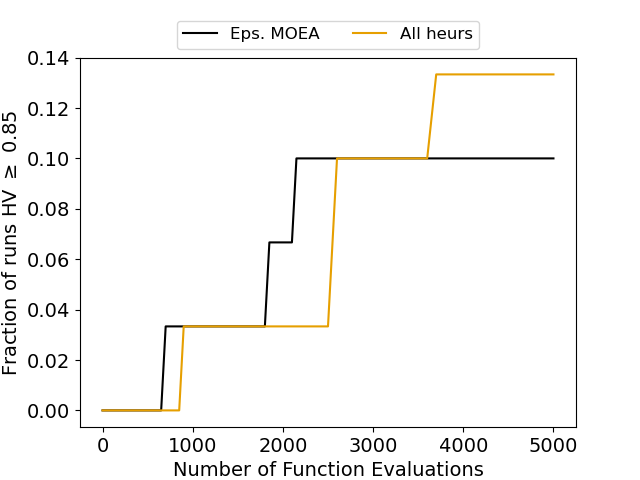 Eps. MOEA All heurs
Fraction of runs HV ≥ 0.85
0.14
0.12
0.10
0.08
0.06
0.04
0.02
0.00
0 1000 2000 3000 4000 5000
Number of Function Evaluations